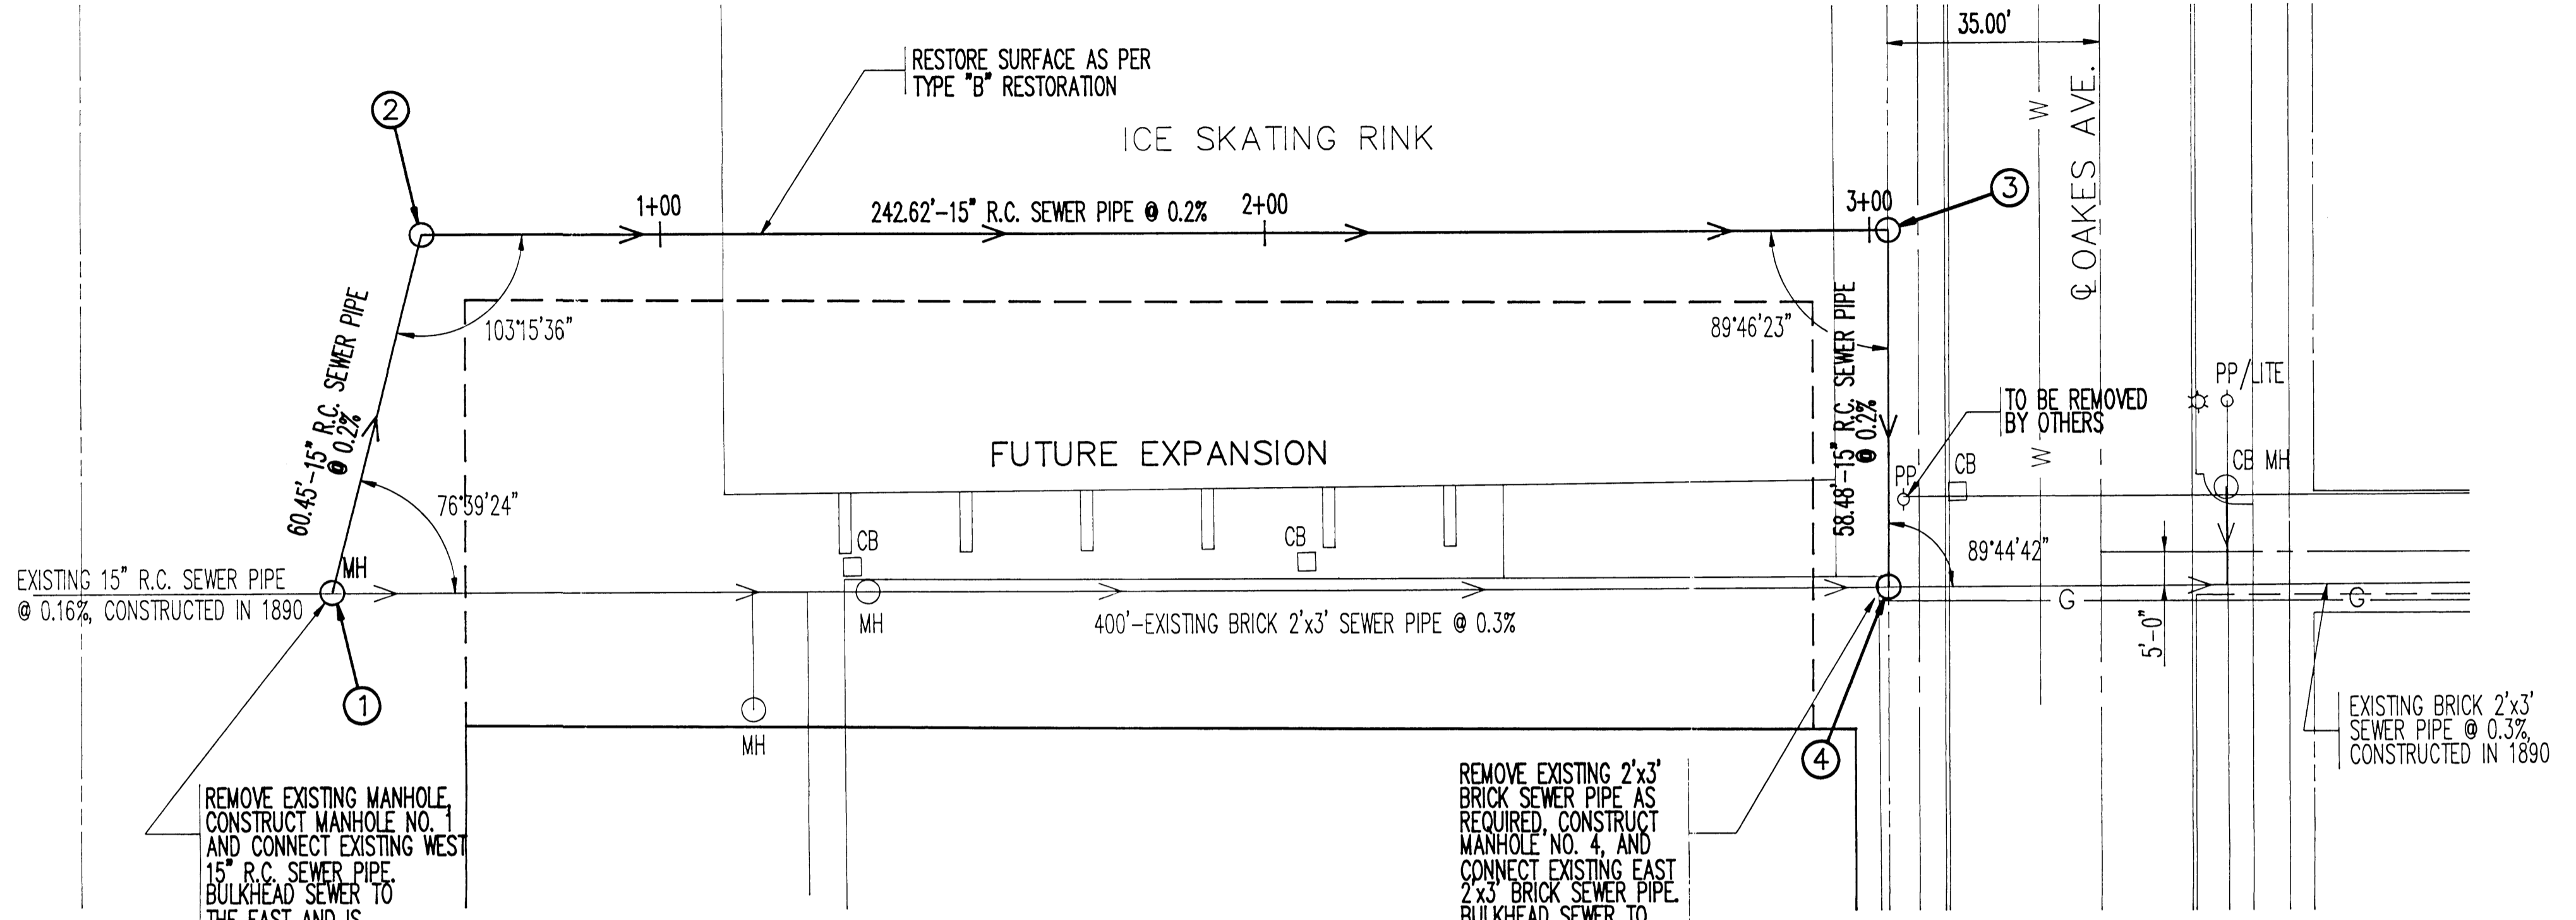 35.00'
RESTORE SURFACE AS PER
TYPE "B" RESTORATION
2
ICE SKATING RINK
W
℄ OAKES AVE.
1+00
242.62'-15" R.C. SEWER PIPE @ 0.2%
2+00
3+00
3
103°15'36"
89°46'23"
60.45'-15" R.C. SEWER PIPE
@ 0.2%
58.48'-15" R.C. SEWER PIPE
@ 0.2%
PP/LITE
TO BE REMOVED
BY OTHERS
FUTURE EXPANSION
W
PP
CB
CB MH
76°39'24"
CB
CB
89°44'42"
MH
EXISTING 15" R.C. SEWER PIPE
@ 0.16%, CONSTRUCTED IN 1890
MH
400'-EXISTING BRICK 2'x3' SEWER PIPE @ 0.3%
G
G
5'-0"
1
MH
4
EXISTING BRICK 2'x3'
SEWER PIPE @ 0.3%,
CONSTRUCTED IN 1890
REMOVE EXISTING MANHOLE,
CONSTRUCT MANHOLE NO. 1
AND CONNECT EXISTING WEST
15" R.C. SEWER PIPE.
BULKHEAD SEWER TO
THE EAST AND IS
REMOVE EXISTING 2'x3'
BRICK SEWER PIPE AS
REQUIRED, CONSTRUCT
MANHOLE NO. 4, AND
CONNECT EXISTING EAST
2'x3' BRICK SEWER PIPE.
BULKHEAD SEWER TO